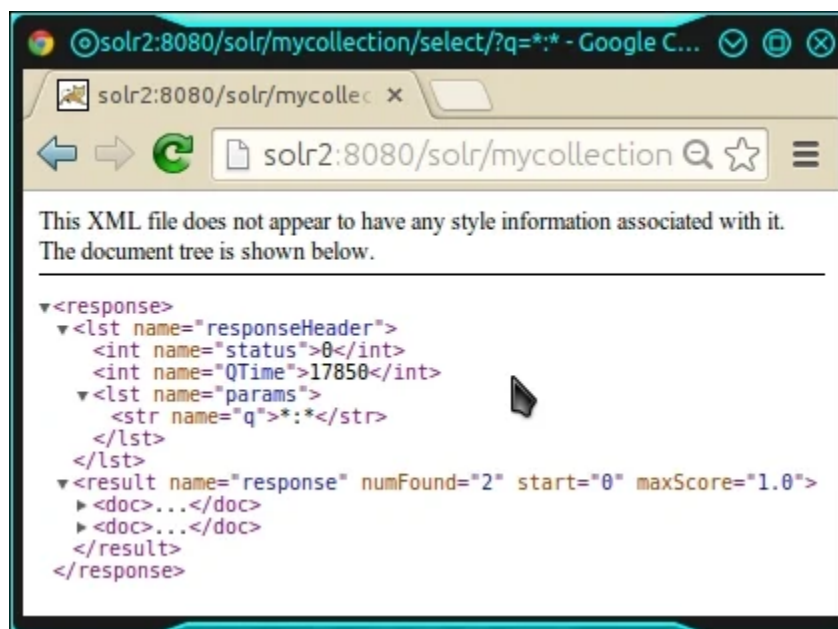 solr2:8080/solr/mycollection/select/?q=*:* - Google C...
solr2:8080/solr/mycollec
solr2:8080/solr/mycollection
This XML file does not appear to have any style information associated with it.
The document tree is shown below.
▼<response>
▼<lst name="responseHeader">
<int name="status">0</int>
<int name="QTime">17850</int>
▼<lst name="params">
<str name="q">*:*</str>
</lst>
</lst>
▼<result name="response" numFound="2" start="0" maxScore="1.0">
▶<doc>...</doc>
▶<doc>...</doc>
</result>
</response>